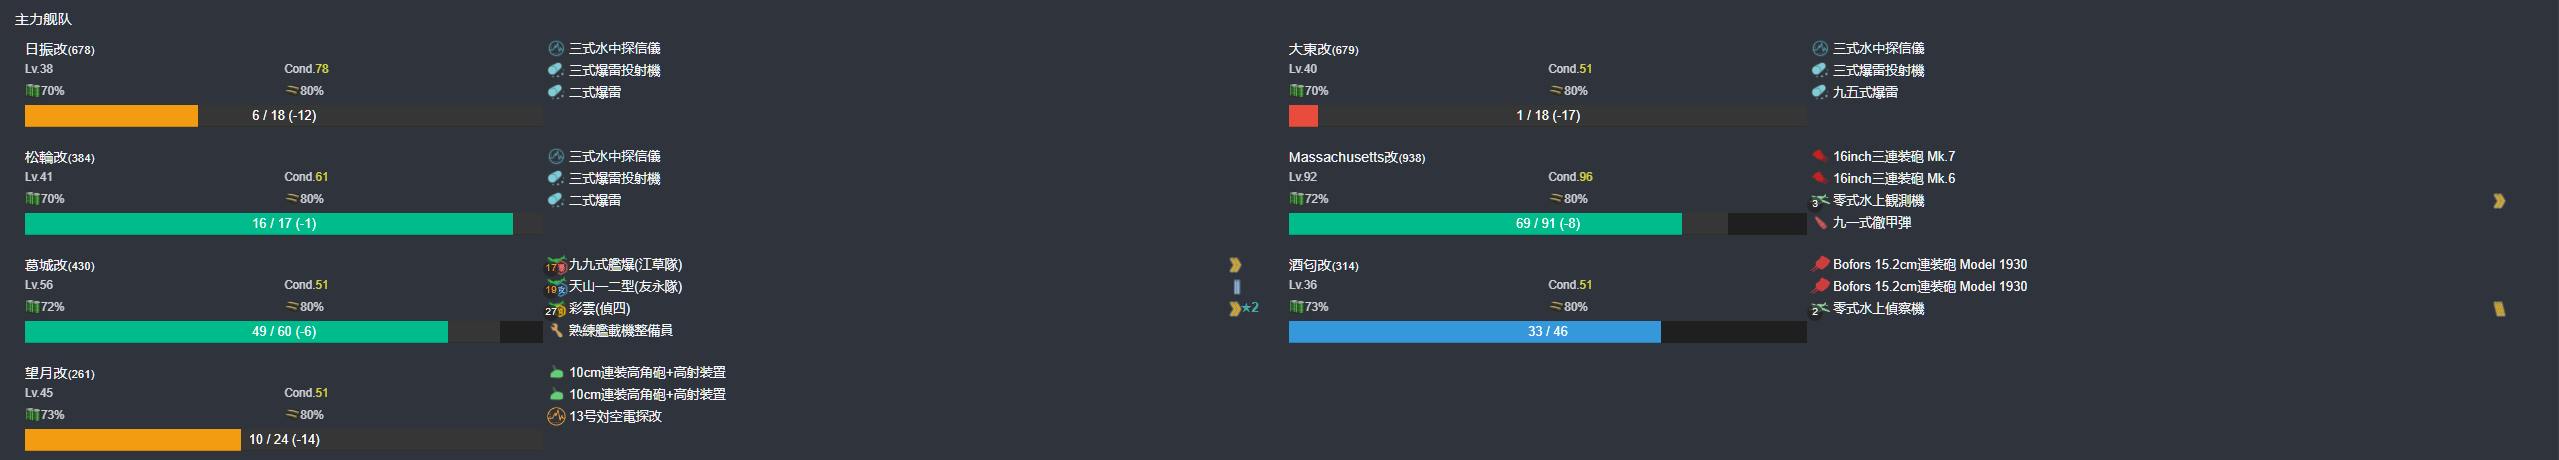 主力舰队
日振改(678)
Lv.38 Cond.78
70% 80%
6 / 18 (-12)
三式水中探信儀
三式爆雷投射機
二式爆雷
大東改(679)
Lv.40 Cond.51
70% 80%
1 / 18 (-17)
三式水中探信儀
三式爆雷投射機
九五式爆雷
松輪改(384)
Lv.41 Cond.61
70% 80%
16 / 17 (-1)
三式水中探信儀
三式爆雷投射機
二式爆雷
Massachusetts改(938)
Lv.92 Cond.96
72% 80%
69 / 91 (-8)
16inch三連装砲 Mk.7
16inch三連装砲 Mk.6
3 零式水上観測機
九一式徹甲弾
葛城改(430)
Lv.56 Cond.51
72% 80%
49 / 60 (-6)
17 九九式艦爆(江草隊)
19 天山一二型(友永隊)
27 彩雲(偵四) ★2
熟練艦載機整備員
酒匂改(314)
Lv.36 Cond.51
73% 80%
33 / 46
Bofors 15.2cm連装砲 Model 1930
Bofors 15.2cm連装砲 Model 1930
2 零式水上偵察機
望月改(261)
Lv.45 Cond.51
73% 80%
10 / 24 (-14)
10cm連装高角砲+高射装置
10cm連装高角砲+高射装置
13号対空電探改